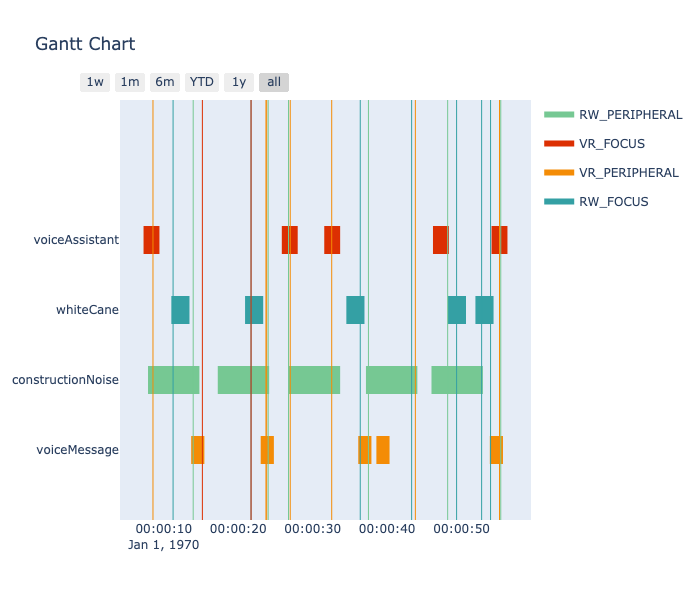 Gantt Chart
1w 1m 6m YTD 1y all
RW_PERIPHERAL
VR_FOCUS
VR_PERIPHERAL
RW_FOCUS
voiceAssistant
whiteCane
constructionNoise
voiceMessage
00:00:10 00:00:20 00:00:30 00:00:40 00:00:50
Jan 1, 1970